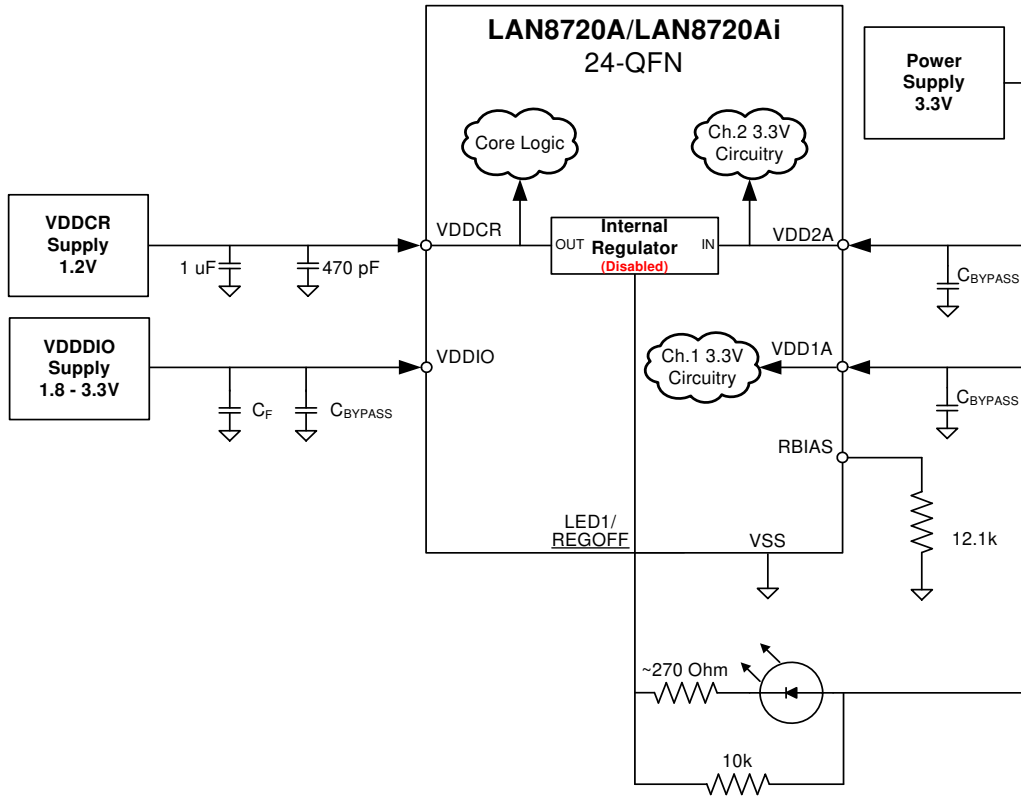 LAN8720A/LAN8720Ai
24-QFN
Power
Supply
3.3V
Core Logic
Ch.2 3.3V
Circuitry
VDDCR
Supply
1.2V
VDDCR
OUT
Internal
Regulator
(Disabled)
IN
VDD2A
1 uF
470 pF
CBYPASS
VDDDIO
Supply
1.8 - 3.3V
VDDIO
Ch.1 3.3V
Circuitry
VDD1A
CF
CBYPASS
CBYPASS
RBIAS
12.1k
LED1/
REGOFF
VSS
~270 Ohm
10k